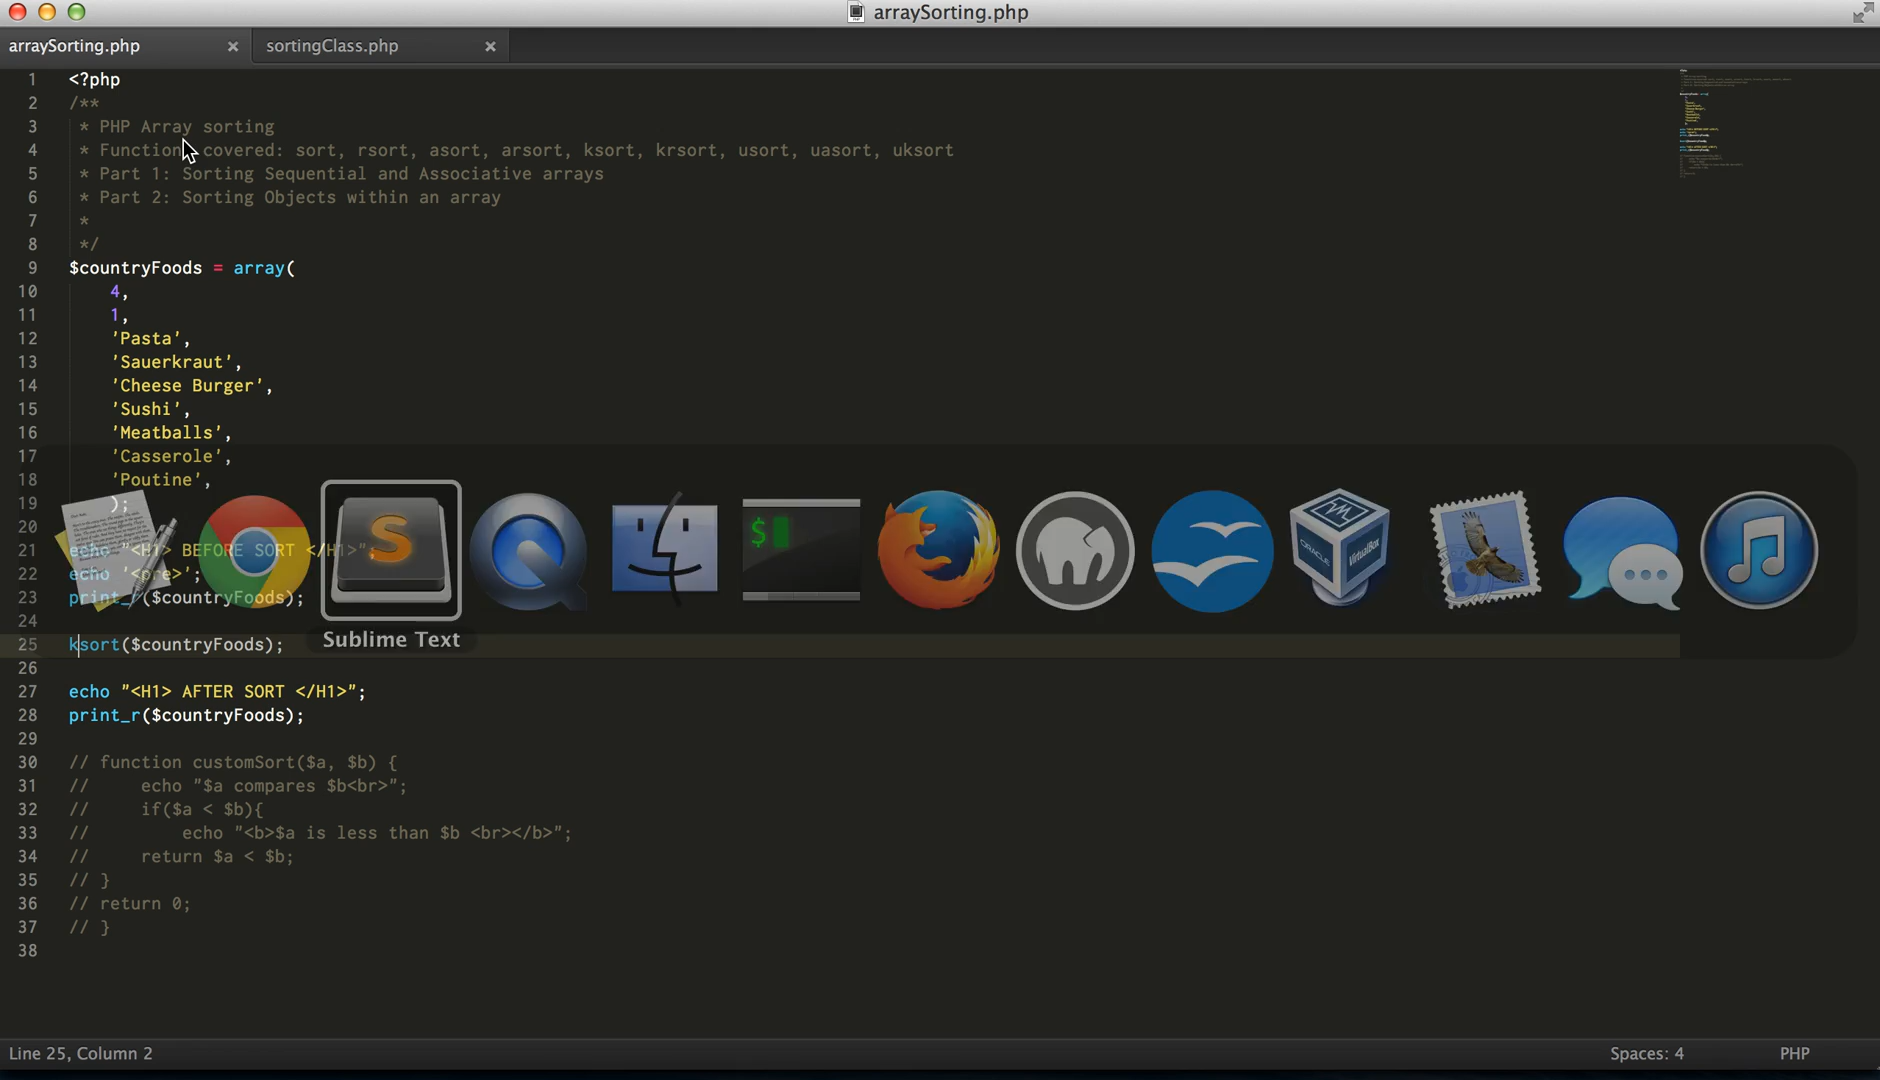 arraySorting.php
arraySorting.php × sortingClass.php ×
1 <?php
2 /**
3 * PHP Array sorting
4 * Function covered: sort, rsort, asort, arsort, ksort, krsort, usort, uasort, uksort
5 * Part 1: Sorting Sequential and Associative arrays
6 * Part 2: Sorting Objects within an array
7 *
8 */
9 $countryFoods = array(
10 4,
11 1,
12 'Pasta',
13 'Sauerkraut',
14 'Cheese Burger',
15 'Sushi',
16 'Meatballs',
17 'Casserole',
18 'Poutine',
19 );
20
21 echo "<H1> BEFORE SORT </H1>";
22 echo '<pre>';
23 print_r($countryFoods);
24
25 ksort($countryFoods);
Sublime Text
26
27 echo "<H1> AFTER SORT </H1>";
28 print_r($countryFoods);
29
30 // function customSort($a, $b) {
31 // echo "$a compares $b<br>";
32 // if($a < $b){
33 // echo "<b>$a is less than $b <br></b>";
34 // return $a < $b;
35 // }
36 // return 0;
37 // }
38
Line 25, Column 2 Spaces: 4 PHP